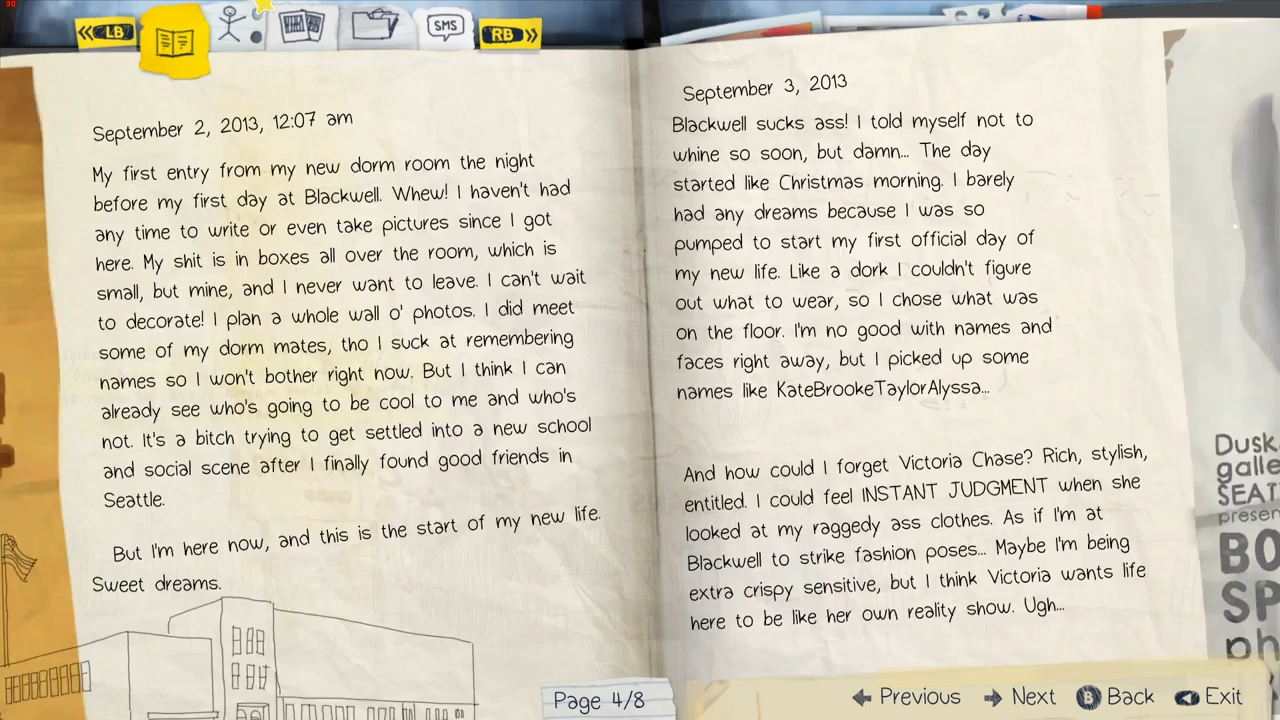 30
LB
SMS
RB
September 2, 2013, 12:07 am
My first entry from my new dorm room the night
before my first day at Blackwell. Whew! I haven't had
any time to write or even take pictures since I got
here. My shit is in boxes all over the room, which is
small, but mine, and I never want to leave. I can't wait
to decorate! I plan a whole wall o' photos. I did meet
some of my dorm mates, tho I suck at remembering
names so I won't bother right now. But I think I can
already see who's going to be cool to me and who's
not. It's a bitch trying to get settled into a new school
and social scene after I finally found good friends in
Seattle.
But I'm here now, and this is the start of my new life.
Sweet dreams.
September 3, 2013
Blackwell sucks ass! I told myself not to
whine so soon, but damn... The day
started like Christmas morning. I barely
had any dreams because I was so
pumped to start my first official day of
my new life. Like a dork I couldn't figure
out what to wear, so I chose what was
on the floor. I'm no good with names and
faces right away, but I picked up some
names like KateBrookeTaylorAlyssa...
And how could I forget Victoria Chase? Rich, stylish,
entitled. I could feel INSTANT JUDGMENT when she
looked at my raggedy ass clothes. As if I'm at
Blackwell to strike fashion poses... Maybe I'm being
extra crispy sensitive, but I think Victoria wants life
here to be like her own reality show. Ugh...
Dusk
galle
SEAT
presen
BO
SP
ph
Page 4/8
Previous
Next
B Back
Exit